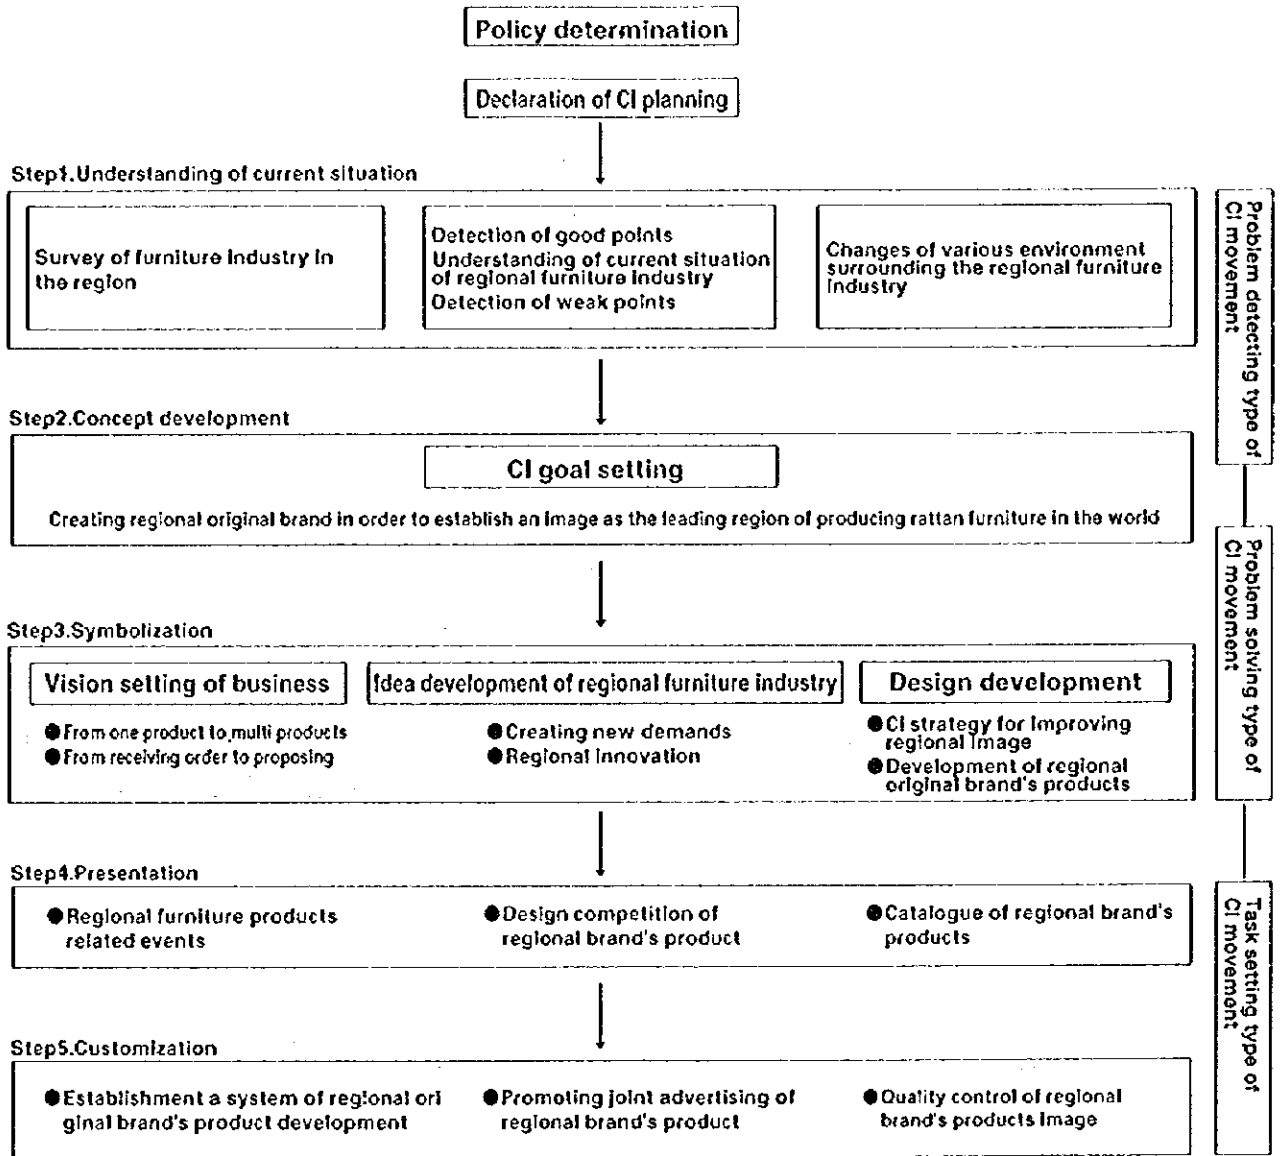 Policy determination
Declaration of CI planning
Step1.Understanding of current situation
Survey of furniture industry in
the region
Detection of good points
Understanding of current situation
of regional furniture industry
Detection of weak points
Changes of various environment
surrounding the regional furniture
industry
Problem detecting type of
CI movement
Step2.Concept development
CI goal setting
Creating regional original brand in order to establish an image as the leading region of producing rattan furniture in the world
Problem solving type of
CI movement
Step3.Symbolization
Vision setting of business
●From one product to multi products
●From receiving order to proposing
Idea development of regional furniture industry
●Creating new demands
●Regional innovation
Design development
●CI strategy for improving
regional image
●Development of regional
original brand's products
Step4.Presentation
●Regional furniture products
related events
●Design competition of
regional brand's product
●Catalogue of regional brand's
products
Task setting type of
CI movement
Step5.Customization
●Establishment a system of regional ori
ginal brand's product development
●Promoting joint advertising of
regional brand's product
●Quality control of regional
brand's products image